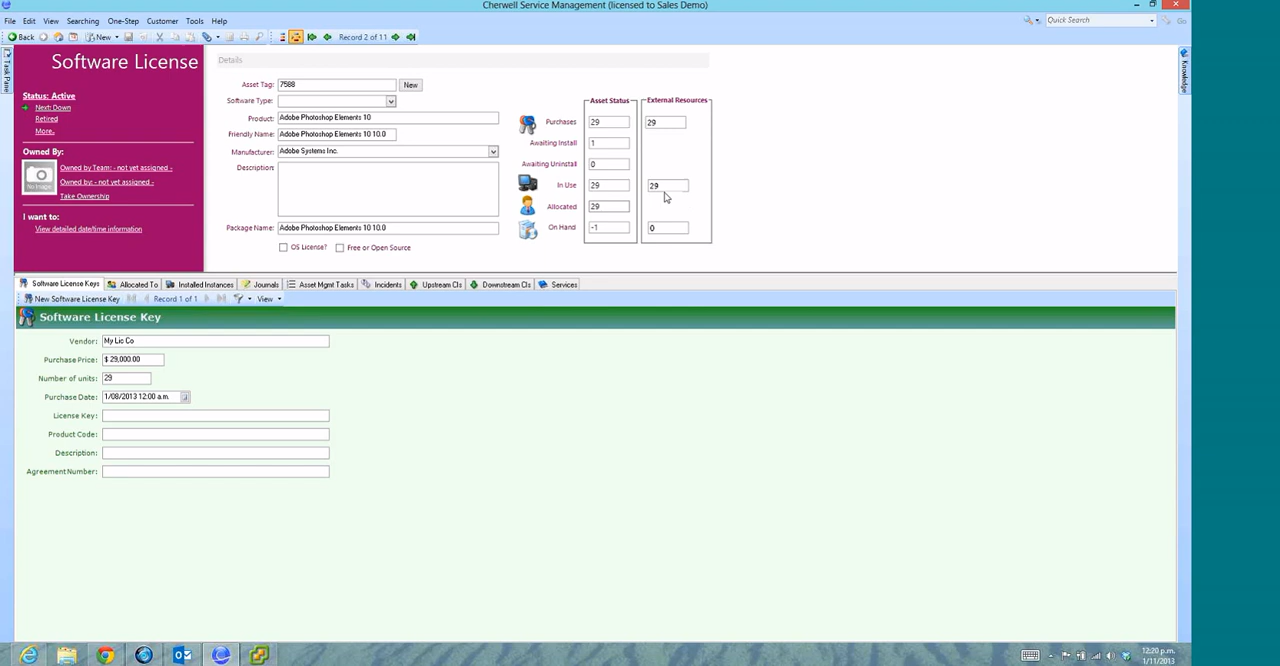 Cherwell Service Management (licensed to Sales Demo)
File Edit View Searching One-Step Customer Tools Help
Quick Search Go
Back New Record 2 of 11
Task Pane
Software License
Status: Active
Next: Down
Retired
More.
Owned By:
No Image
Owned by Team: - not yet assigned -
Owned by: - not yet assigned -
Take Ownership
I want to:
View detailed date/time information
Details
Asset Tag: 7588 New
Software Type:
Product: Adobe Photoshop Elements 10
Friendly Name: Adobe Photoshop Elements 10 10.0
Manufacturer: Adobe Systems Inc.
Description:
Package Name: Adobe Photoshop Elements 10 10.0
OS License? Free or Open Source
Asset Status External Resources
Purchases 29 29
Awaiting Install 1
Awaiting Uninstall 0
In Use 29 29
Allocated 29
On Hand -1 0
Knowledge
Software License Keys Allocated To Installed Instances Journals Asset Mgmt Tasks Incidents Upstream CIs Downstream CIs Services
New Software License Key Record 1 of 1 View
Software License Key
Vendor: My Lic Co
Purchase Price: $ 29,000.00
Number of units: 29
Purchase Date: 1/08/2013 12:00 a.m.
License Key:
Product Code:
Description:
Agreement Number:
12:20 p.m.
1/11/2013